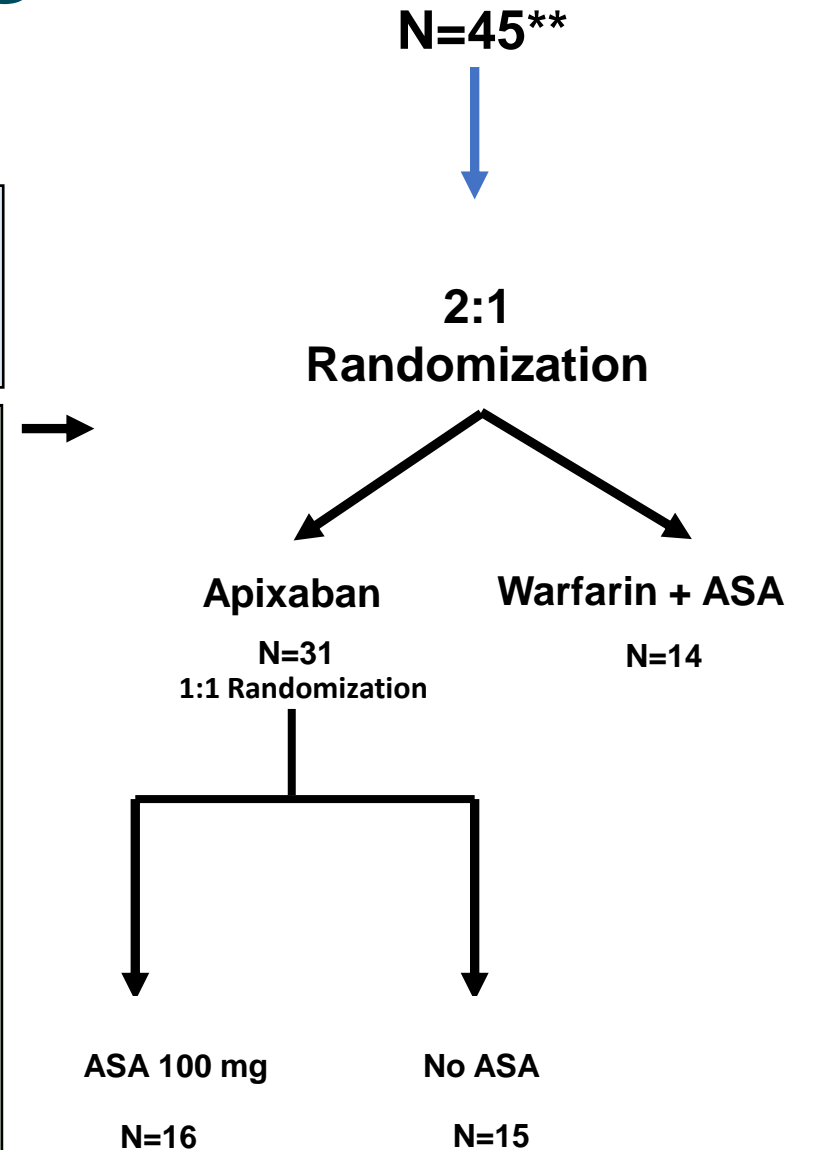 N=45**
2:1
Randomization
Apixaban
Warfarin + ASA
N=31
N=14
1:1 Randomization
ASA 100 mg
No ASA
N=16
N=15